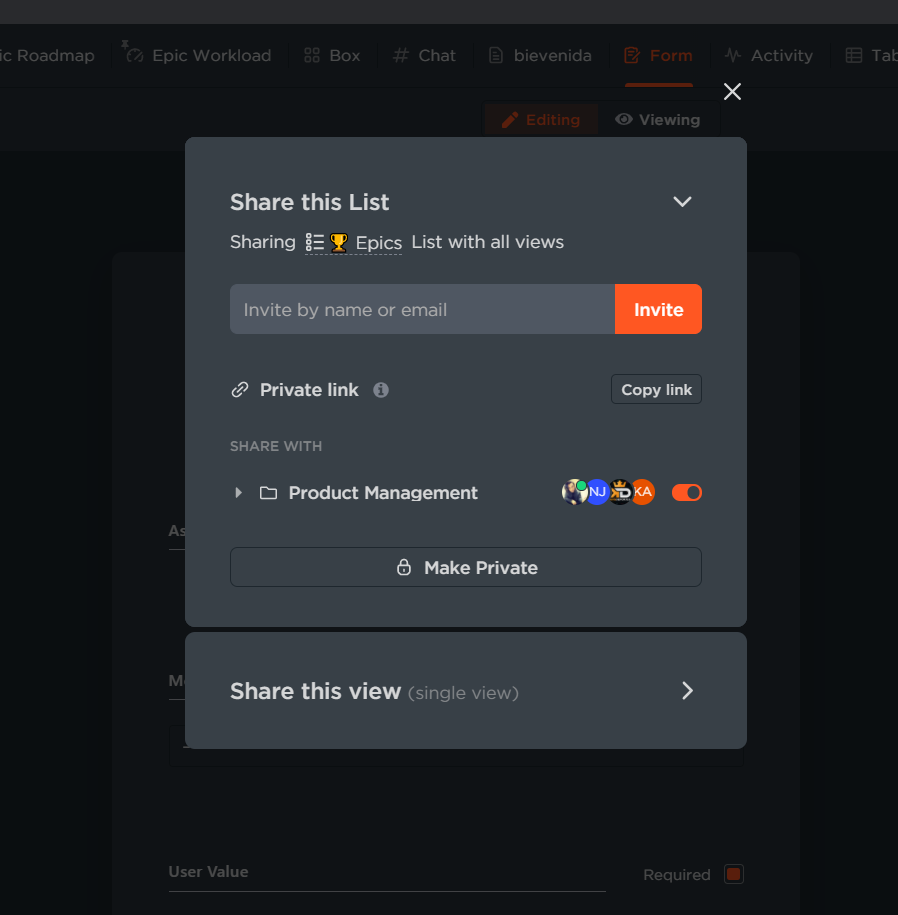 ic Roadmap Epic Workload Box Chat bienvenida Form Activity Tab
Editing Viewing
Share this List
Sharing Epics List with all views
Invite by name or email Invite
Private link Copy link
SHARE WITH
Product Management NJ KD KA
As
Make Private
Mo
Share this view (single view)
User Value Required